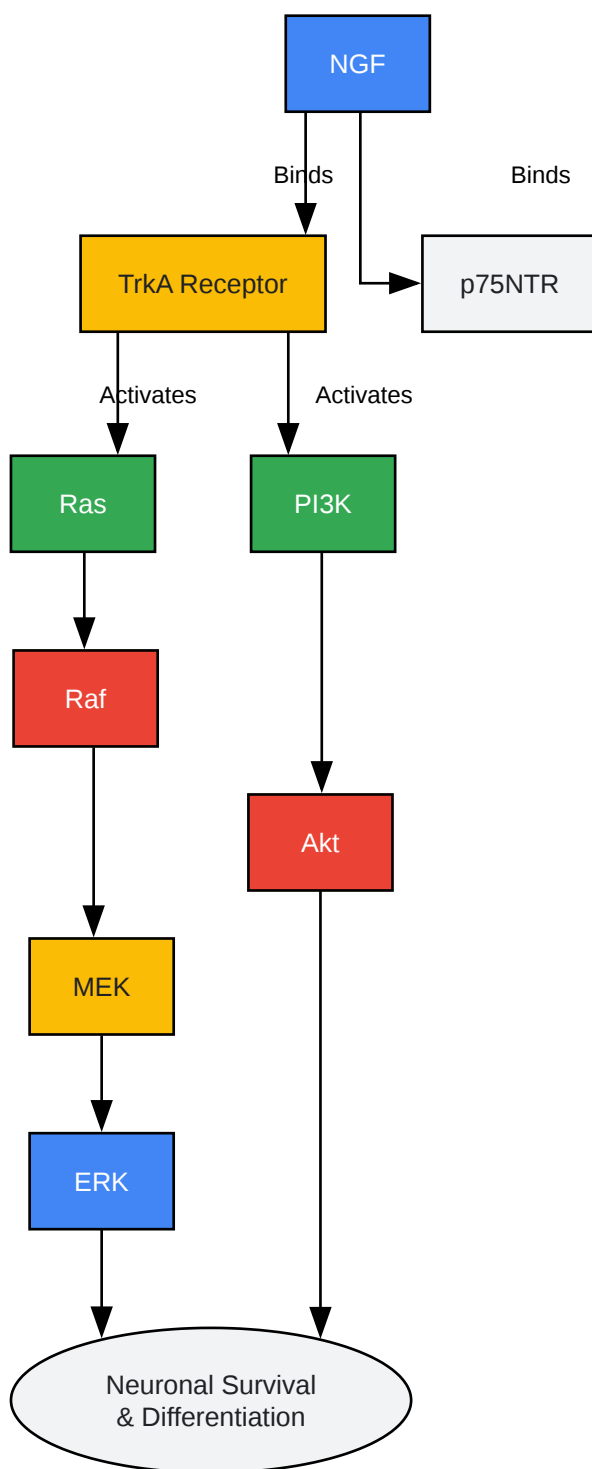 NGF
Binds
Binds
TrkA Receptor
p75NTR
Activates
Activates
Ras
PI3K
Raf
Akt
MEK
ERK
Neuronal Survival
& Differentiation